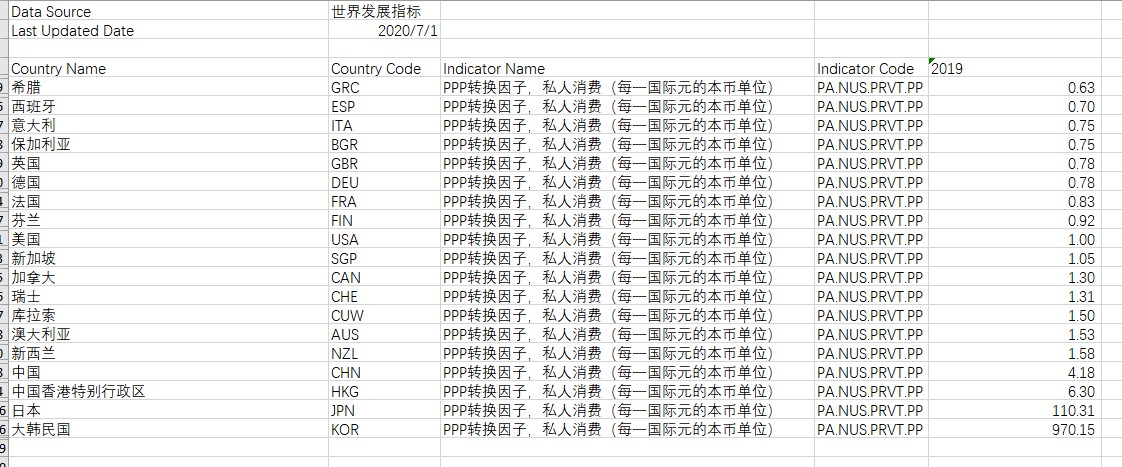 Data Source 世界发展指标
Last Updated Date 2020/7/1
Country Name Country Code Indicator Name Indicator Code 2019
希腊 GRC PPP转换因子，私人消费（每一国际元的本币单位） PA.NUS.PRVT.PP 0.63
西班牙 ESP PPP转换因子，私人消费（每一国际元的本币单位） PA.NUS.PRVT.PP 0.70
意大利 ITA PPP转换因子，私人消费（每一国际元的本币单位） PA.NUS.PRVT.PP 0.75
保加利亚 BGR PPP转换因子，私人消费（每一国际元的本币单位） PA.NUS.PRVT.PP 0.75
英国 GBR PPP转换因子，私人消费（每一国际元的本币单位） PA.NUS.PRVT.PP 0.78
德国 DEU PPP转换因子，私人消费（每一国际元的本币单位） PA.NUS.PRVT.PP 0.78
法国 FRA PPP转换因子，私人消费（每一国际元的本币单位） PA.NUS.PRVT.PP 0.83
芬兰 FIN PPP转换因子，私人消费（每一国际元的本币单位） PA.NUS.PRVT.PP 0.92
美国 USA PPP转换因子，私人消费（每一国际元的本币单位） PA.NUS.PRVT.PP 1.00
新加坡 SGP PPP转换因子，私人消费（每一国际元的本币单位） PA.NUS.PRVT.PP 1.05
加拿大 CAN PPP转换因子，私人消费（每一国际元的本币单位） PA.NUS.PRVT.PP 1.30
瑞士 CHE PPP转换因子，私人消费（每一国际元的本币单位） PA.NUS.PRVT.PP 1.31
库拉索 CUW PPP转换因子，私人消费（每一国际元的本币单位） PA.NUS.PRVT.PP 1.50
澳大利亚 AUS PPP转换因子，私人消费（每一国际元的本币单位） PA.NUS.PRVT.PP 1.53
新西兰 NZL PPP转换因子，私人消费（每一国际元的本币单位） PA.NUS.PRVT.PP 1.58
中国 CHN PPP转换因子，私人消费（每一国际元的本币单位） PA.NUS.PRVT.PP 4.18
中国香港特别行政区 HKG PPP转换因子，私人消费（每一国际元的本币单位） PA.NUS.PRVT.PP 6.30
日本 JPN PPP转换因子，私人消费（每一国际元的本币单位） PA.NUS.PRVT.PP 110.31
大韩民国 KOR PPP转换因子，私人消费（每一国际元的本币单位） PA.NUS.PRVT.PP 970.15